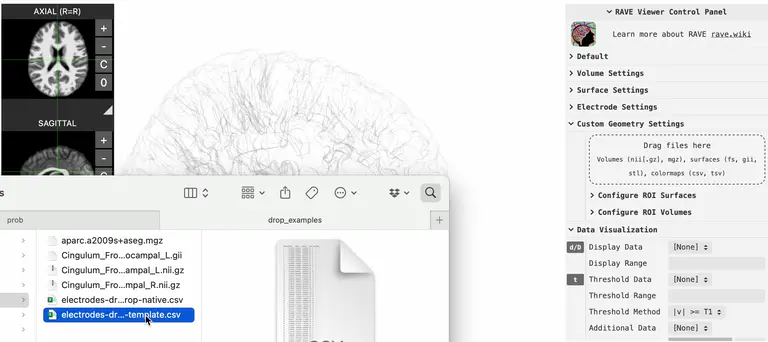 AXIAL (R=R)
+
-
C
0
SAGITTAL
+
-
C
RAVE Viewer Control Panel
Learn more about RAVE rave.wiki
Default
Volume Settings
Surface Settings
Electrode Settings
Custom Geometry Settings
Drag files here
Volumes (nii[.gz], mgz), surfaces (fs, gii,
stl), colormaps (csv, tsv)
Configure ROI Surfaces
Configure ROI Volumes
Data Visualization
d/D Display Data [None]
Display Range
t Threshold Data [None]
Threshold Range
Threshold Method |v| >= T1
Additional Data [None]
s
prob
drop_examples
+
aparc.a2009s+aseg.mgz
Cingulum_Fro...ocampal_L.gii
Cingulum_Fro...ampal_L.nii.gz
Cingulum_Fro...mpal_R.nii.gz
electrodes-dr...rop-native.csv
electrodes-dr...-template.csv